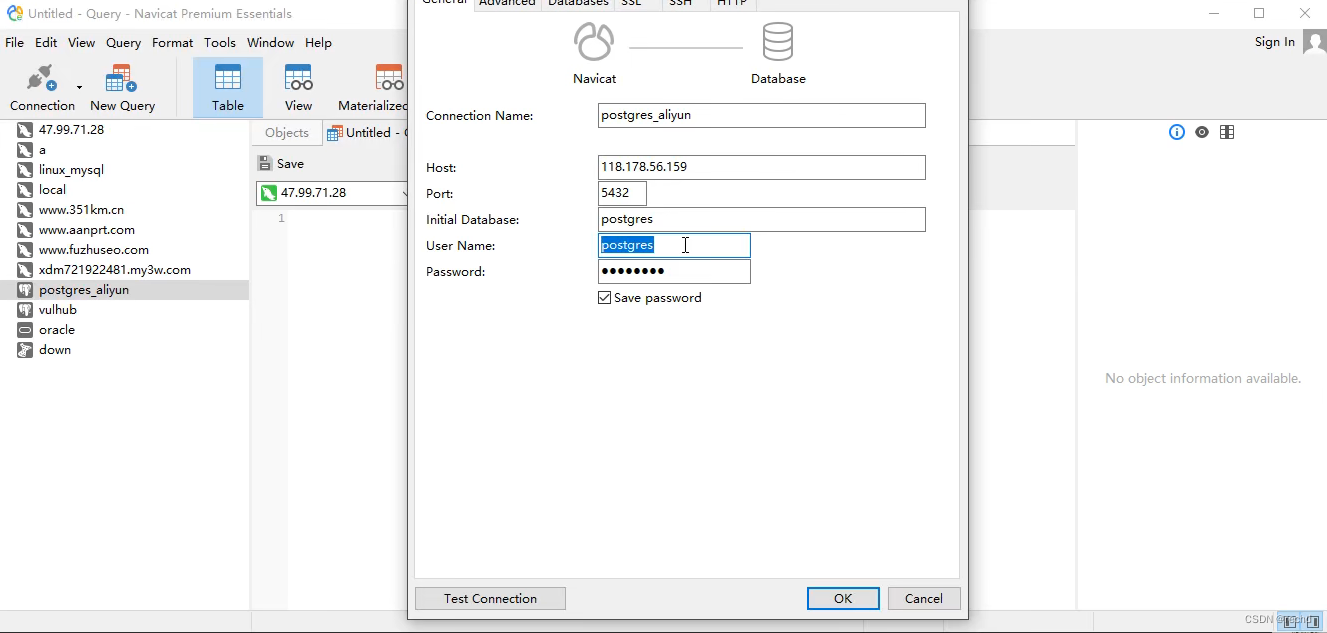 Untitled - Query - Navicat Premium Essentials
File Edit View Query Format Tools Window Help
Sign In
Connection New Query Table View Materialized
47.99.71.28
a
linux_mysql
local
www.351km.cn
www.aanprt.com
www.fuzhuseo.com
xdm721922481.my3w.com
postgres_aliyun
vulhub
oracle
down
Objects Untitled -
Save
47.99.71.28
1
General Advanced Databases SSL SSH HTTP
Navicat Database
Connection Name: postgres_aliyun
Host: 118.178.56.159
Port: 5432
Initial Database: postgres
User Name: postgres
Password: ●●●●●●●●
Save password
Test Connection OK Cancel
No object information available.
CSDN